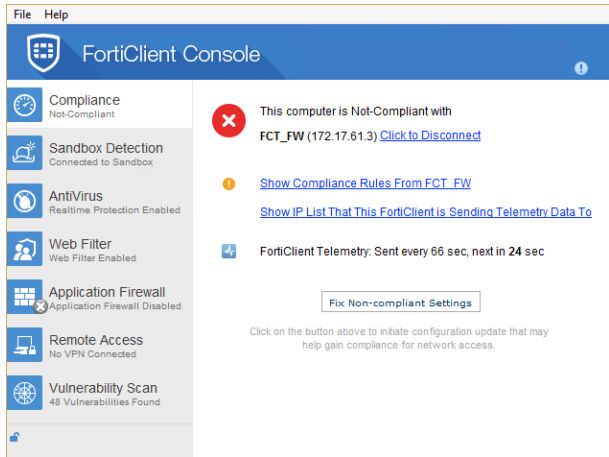 File Help
FortiClient Console
Compliance
Not-Compliant
Sandbox Detection
Connected to Sandbox
AntiVirus
Realtime Protection Enabled
Web Filter
Web Filter Enabled
Application Firewall
Application Firewall Disabled
Remote Access
No VPN Connected
Vulnerability Scan
48 Vulnerabilities Found
This computer is Not-Compliant with
FCT_FW (172.17.61.3) Click to Disconnect
Show Compliance Rules From FCT_FW
Show IP List That This FortiClient is Sending Telemetry Data To
FortiClient Telemetry: Sent every 66 sec, next in 24 sec
Fix Non-compliant Settings
Click on the button above to initiate configuration update that may
help gain compliance for network access.